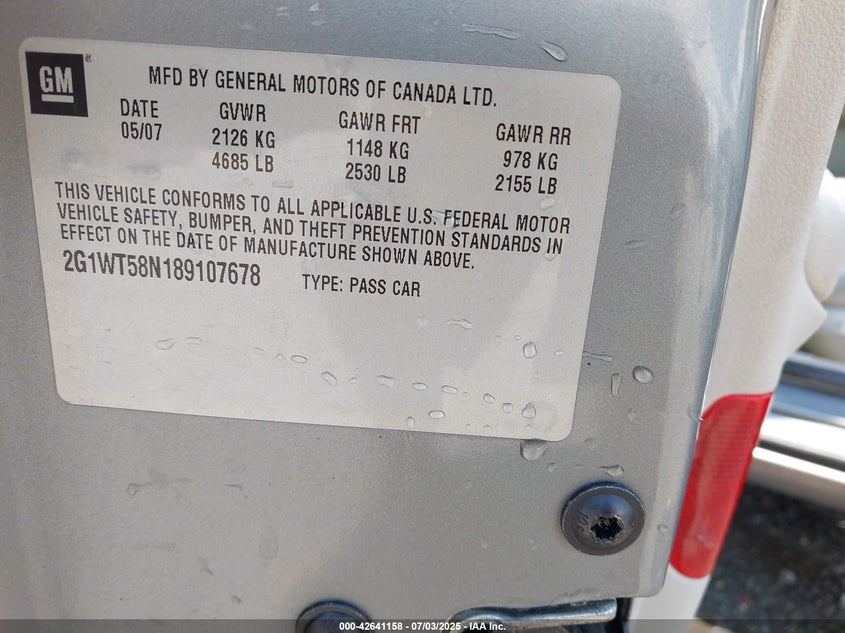 GM
®
MFD BY GENERAL MOTORS OF CANADA LTD.
DATE GVWR GAWR FRT GAWR RR
05/07 2126 KG 1148 KG 978 KG
4685 LB 2530 LB 2155 LB
THIS VEHICLE CONFORMS TO ALL APPLICABLE U.S. FEDERAL MOTOR
VEHICLE SAFETY, BUMPER, AND THEFT PREVENTION STANDARDS IN
EFFECT ON THE DATE OF MANUFACTURE SHOWN ABOVE.
2G1WT58N189107678 TYPE: PASS CAR
000-42641158 - 07/03/2025 - IAA Inc.